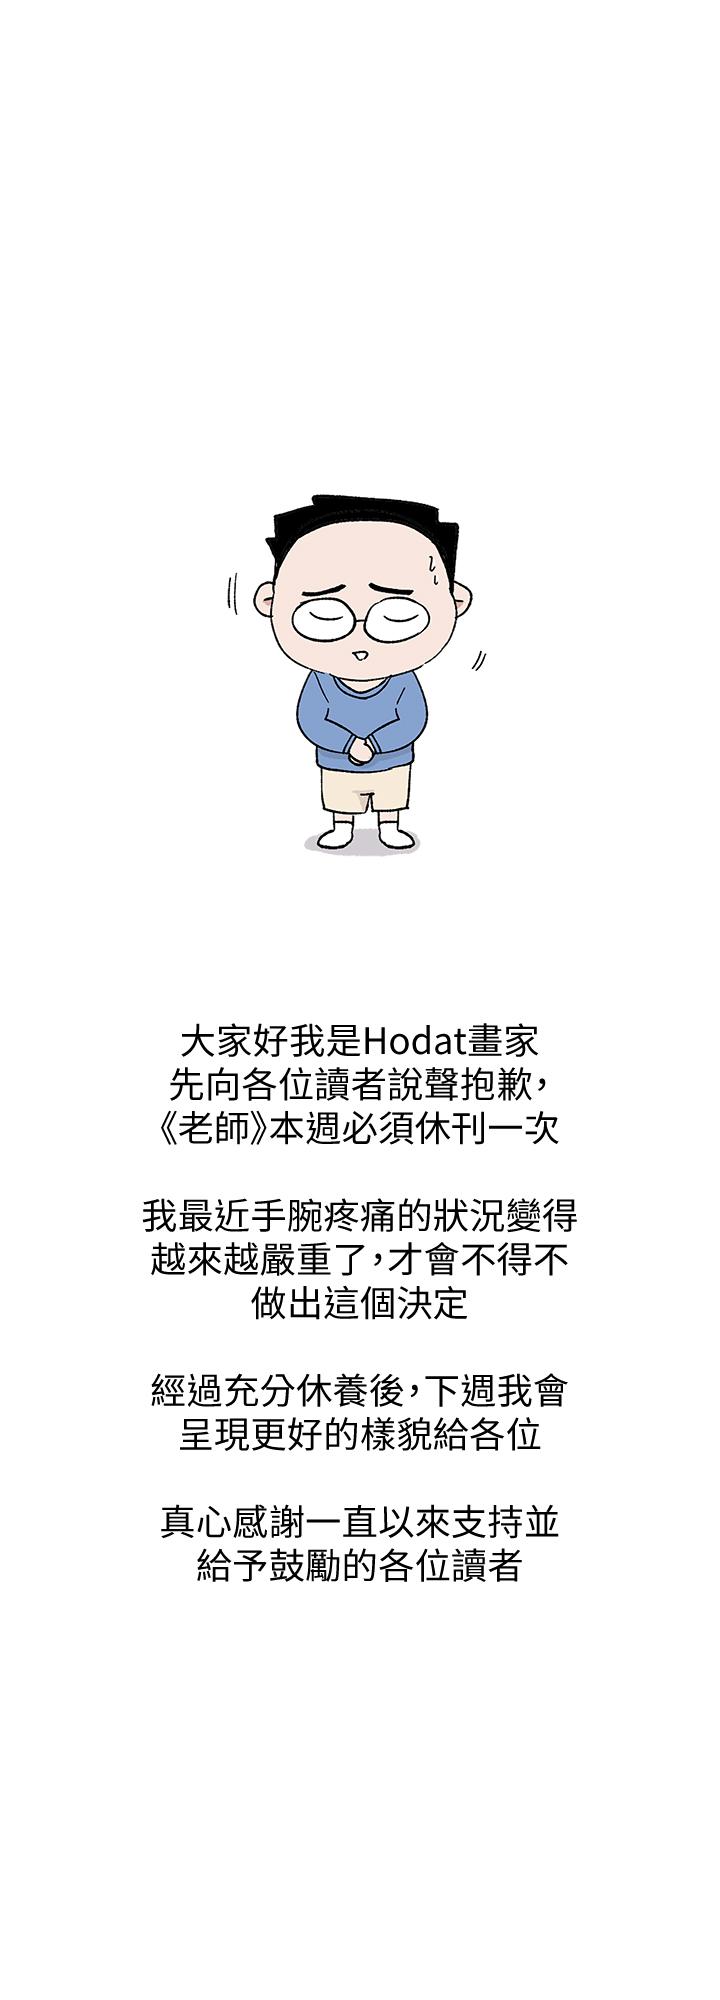 大家好我是Hodat畫家
先向各位讀者說聲抱歉，
《老師》本週必須休刊一次
我最近手腕疼痛的狀況變得
越來越嚴重了，才會不得不
做出這個決定
經過充分休養後，下週我會
呈現更好的樣貌給各位
真心感謝一直以來支持並
給予鼓勵的各位讀者